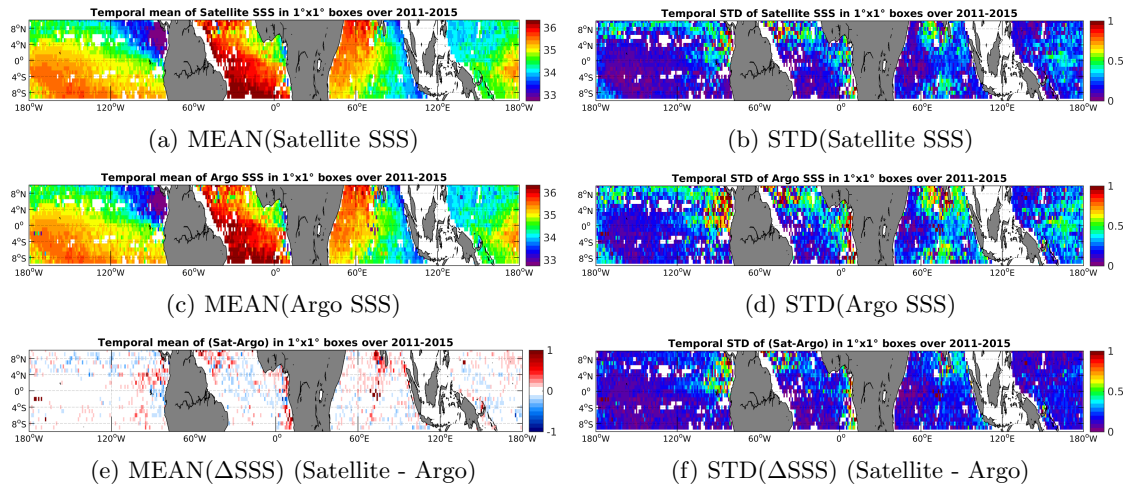 Temporal mean of Satellite SSS in 1°x1° boxes over 2011-2015
8°N
4°N
0°
4°S
8°S
180°W 120°W 60°W 0° 60°E 120°E 180°W
36
35
34
33
(a) MEAN(Satellite SSS)
Temporal STD of Satellite SSS in 1°x1° boxes over 2011-2015
8°N
4°N
0°
4°S
8°S
180°W 120°W 60°W 0° 60°E 120°E 180°W
1
0.5
0
(b) STD(Satellite SSS)
Temporal mean of Argo SSS in 1°x1° boxes over 2011-2015
8°N
4°N
0°
4°S
8°S
180°W 120°W 60°W 0° 60°E 120°E 180°W
36
35
34
33
(c) MEAN(Argo SSS)
Temporal STD of Argo SSS in 1°x1° boxes over 2011-2015
8°N
4°N
0°
4°S
8°S
180°W 120°W 60°W 0° 60°E 120°E 180°W
1
0.5
0
(d) STD(Argo SSS)
Temporal mean of (Sat-Argo) in 1°x1° boxes over 2011-2015
8°N
4°N
0°
4°S
8°S
180°W 120°W 60°W 0° 60°E 120°E 180°W
1
0
-1
(e) MEAN(ΔSSS) (Satellite - Argo)
Temporal STD of (Sat-Argo) in 1°x1° boxes over 2011-2015
8°N
4°N
0°
4°S
8°S
180°W 120°W 60°W 0° 60°E 120°E 180°W
1
0.5
0
(f) STD(ΔSSS) (Satellite - Argo)